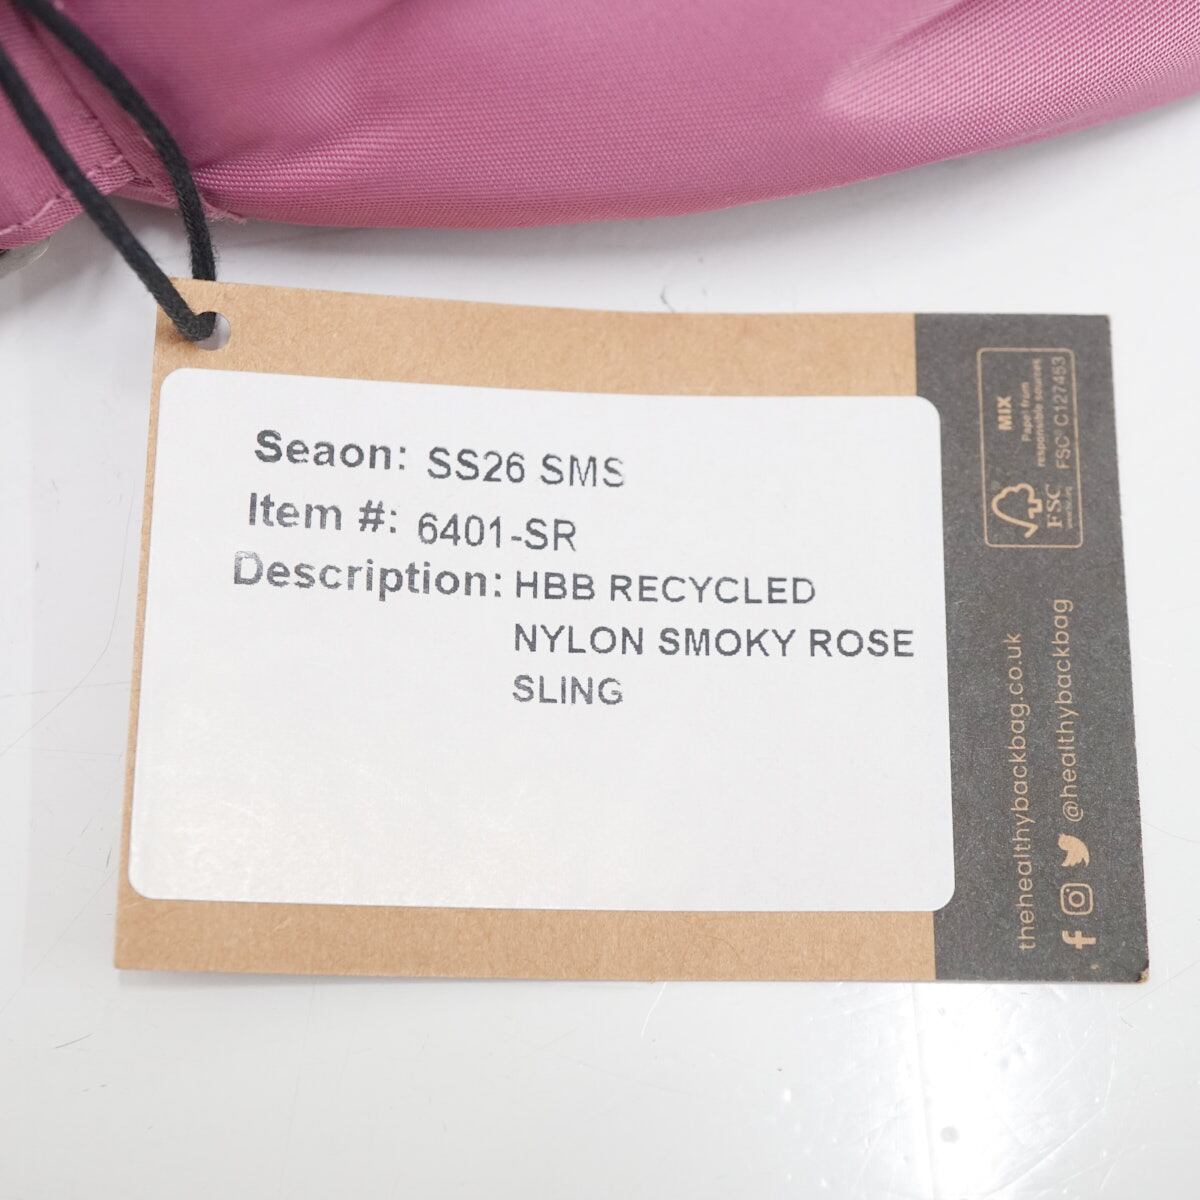 Seaon: SS26 SMS
Item #: 6401-SR
Description: HBB RECYCLED
NYLON SMOKY ROSE
SLING
MIX
Paper from
responsible sources
FSC® C127453
FSC
thehealthybackbag.co.uk
@healthybackbag